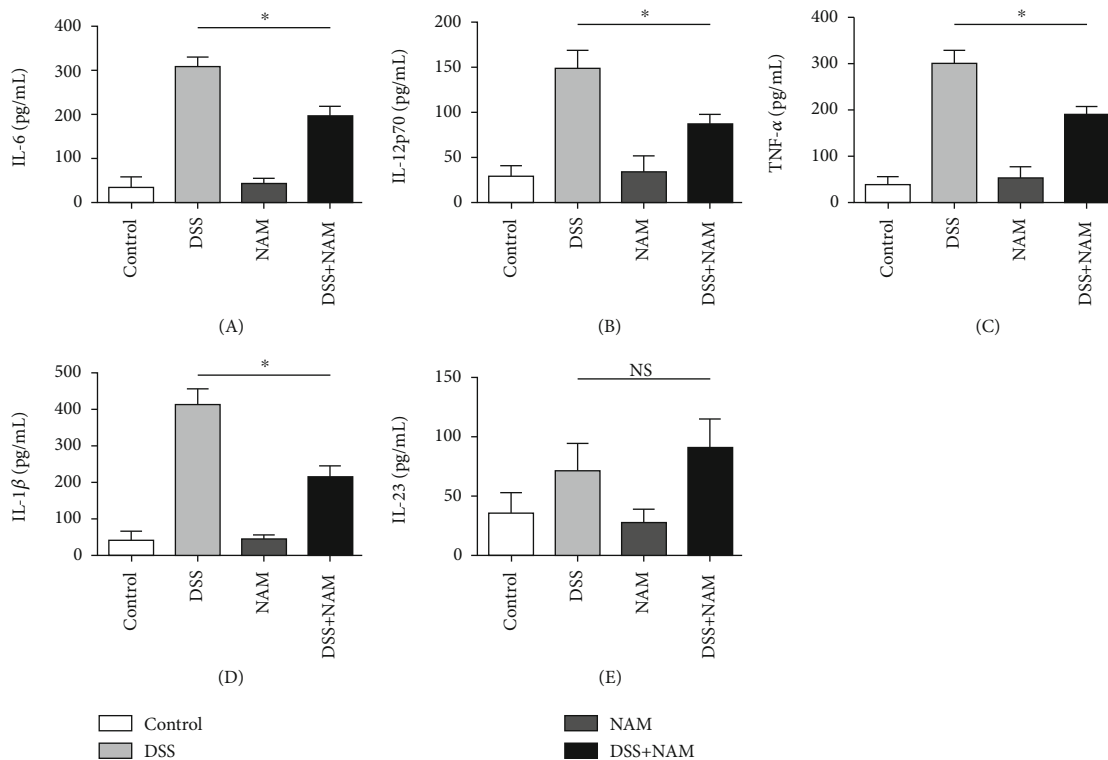 400
300
200
100
0
IL-6 (pg/mL)
*
Control
DSS
NAM
DSS+NAM
(A)
200
150
100
50
0
IL-12p70 (pg/mL)
*
Control
DSS
NAM
DSS+NAM
(B)
400
300
200
100
0
TNF-α (pg/mL)
*
Control
DSS
NAM
DSS+NAM
(C)
500
400
300
200
100
0
IL-1β (pg/mL)
*
Control
DSS
NAM
DSS+NAM
(D)
150
100
50
0
IL-23 (pg/mL)
NS
Control
DSS
NAM
DSS+NAM
(E)
Control
DSS
NAM
DSS+NAM